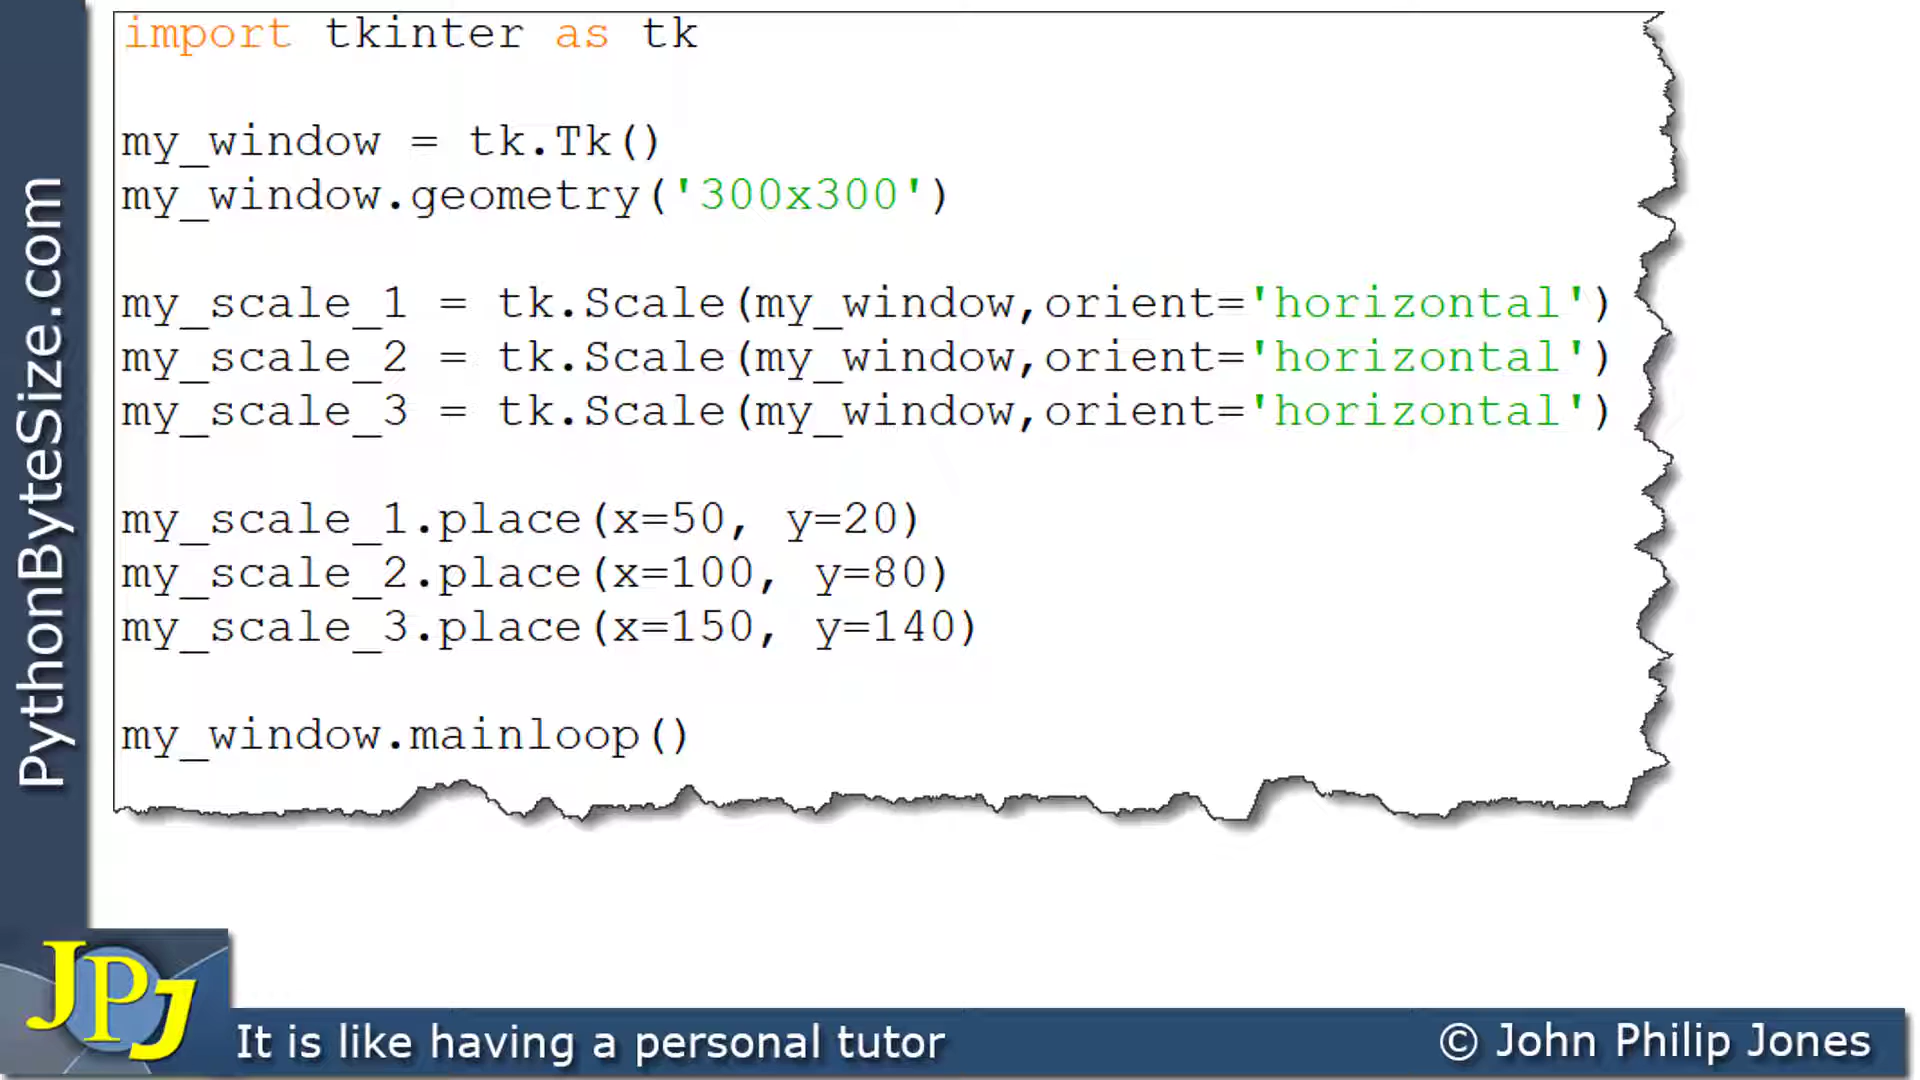 import tkinter as tk
my_window = tk.Tk()
my_window.geometry('300x300')
my_scale_1 = tk.Scale(my_window,orient='horizontal')
my_scale_2 = tk.Scale(my_window,orient='horizontal')
my_scale_3 = tk.Scale(my_window,orient='horizontal')
my_scale_1.place(x=50, y=20)
my_scale_2.place(x=100, y=80)
my_scale_3.place(x=150, y=140)
my_window.mainloop()
PythonByteSize.com
JPJ
It is like having a personal tutor
© John Philip Jones